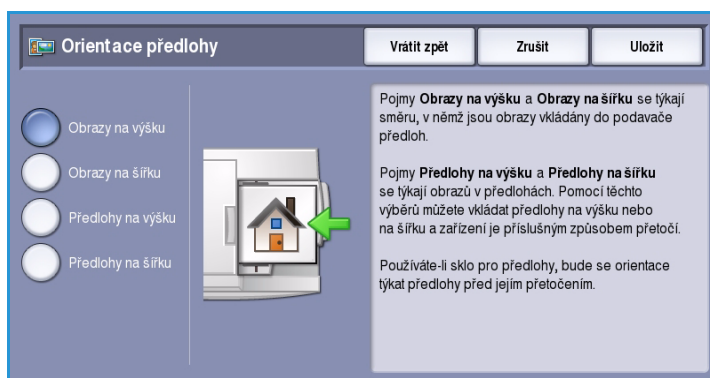 Orientace předlohy
Vrátit zpět
Zrušit
Uložit
Obrazy na výšku
Obrazy na šířku
Předlohy na výšku
Předlohy na šířku
Pojmy Obrazy na výšku a Obrazy na šířku se týkají
směru, v němž jsou obrazy vkládány do podavače
předloh.
Pojmy Předlohy na výšku a Předlohy na šířku
se týkají obrazů v předlohách. Pomocí těchto
výběrů můžete vkládat předlohy na výšku nebo
na šířku a zařízení je příslušným způsobem přetočí.
Používáte-li sklo pro předlohy, bude se orientace
týkat předlohy před jejím přetočením.